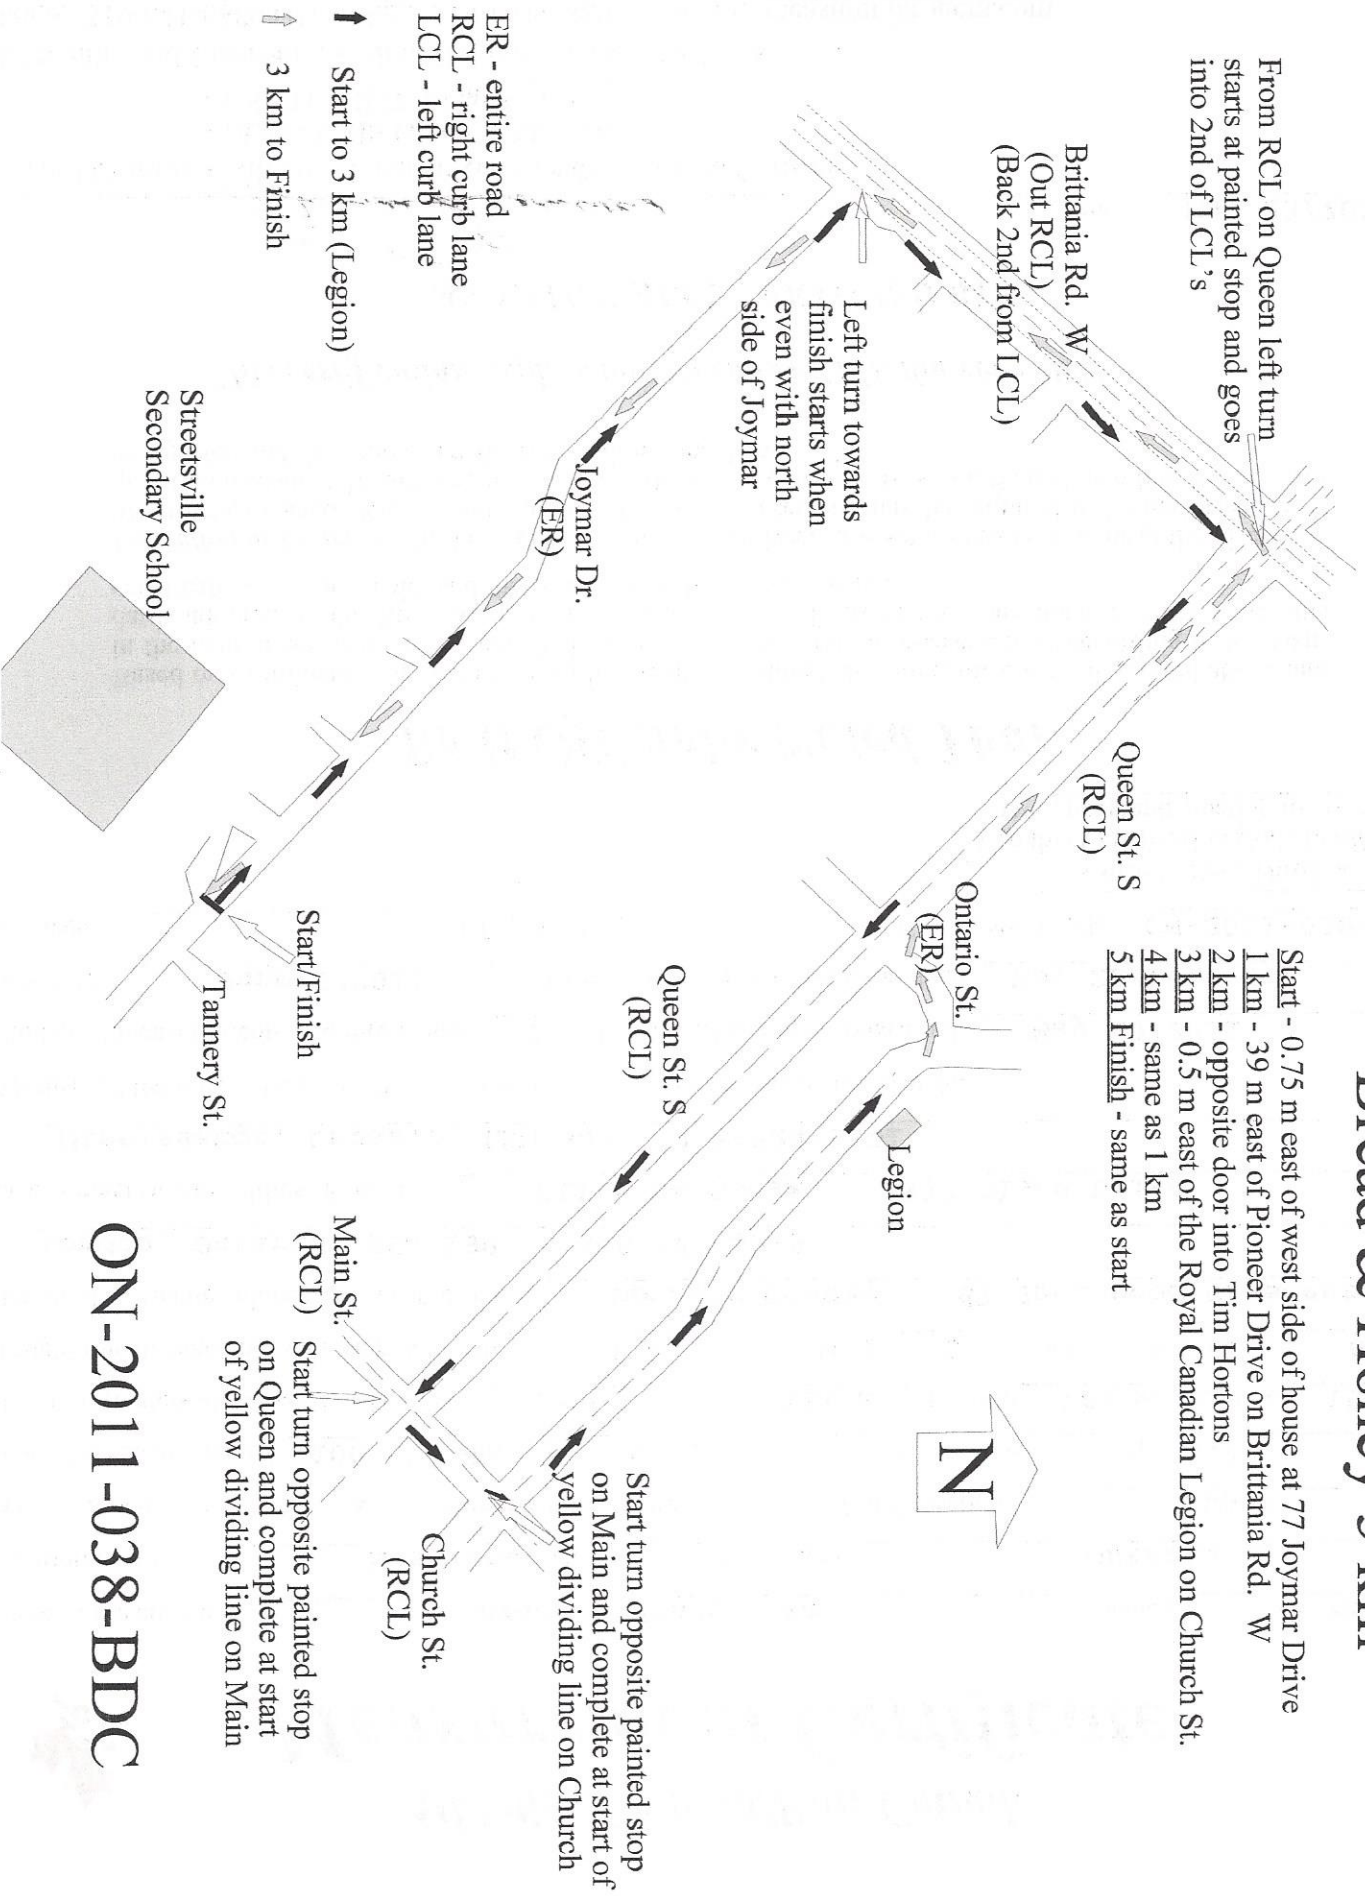 Bread & Honey 5 km
Start - 0.75 m east of west side of house at 77 Joymar Drive
1 km - 39 m east of Pioneer Drive on Brittania Rd. W
2 km - opposite door into Tim Hortons
3 km - 0.5 m east of the Royal Canadian Legion on Church St.
4 km - same as 1 km
5 km Finish - same as start
From RCL on Queen left turn
starts at painted stop and goes
into 2nd of LCL's
Brittania Rd. W
(Out RCL)
(Back 2nd from LCL)
Queen St. S
(RCL)
Ontario St.
(ER)
Legion
Left turn towards
finish starts when
even with north
side of Joymar
Queen St. S
(RCL)
Start turn opposite painted stop
on Main and complete at start of
yellow dividing line on Church
Joymar Dr.
(ER)
ER - entire road
RCL - right curb lane
LCL - left curb lane
Start to 3 km (Legion)
3 km to Finish
Church St.
(RCL)
Main St.
(RCL)
Start turn opposite painted stop
on Queen and complete at start
of yellow dividing line on Main
Start/Finish
Tannery St.
Streetsville
Secondary School
N
ON-2011-038-BDC